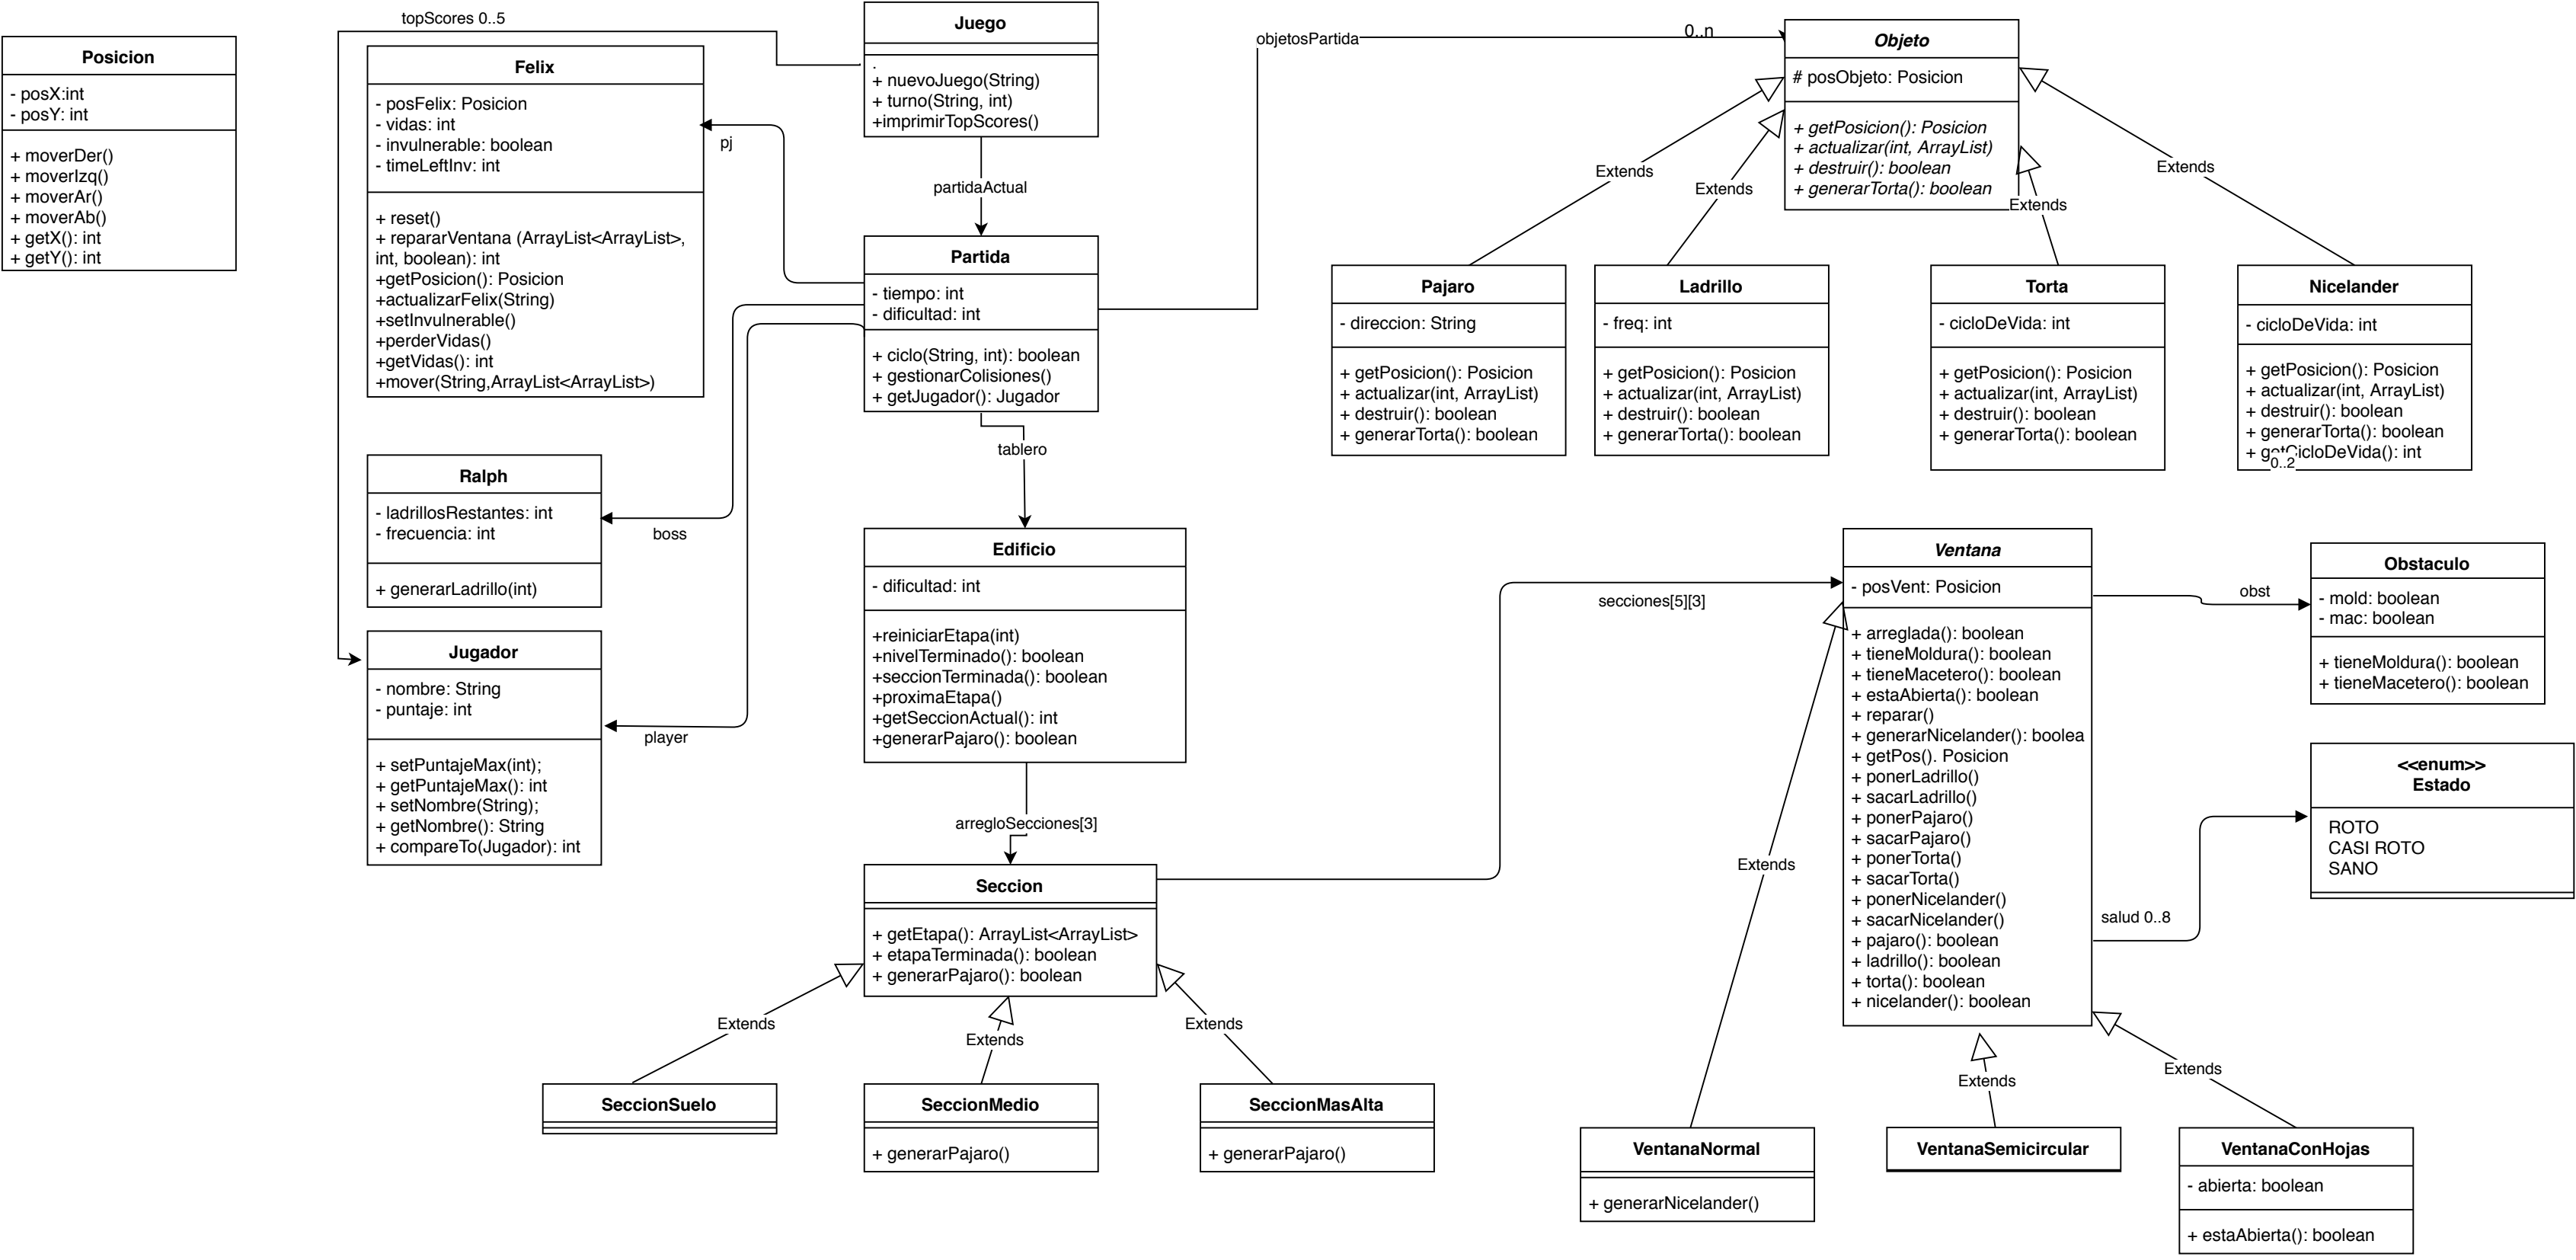 topScores 0..5
Posicion
- posX:int
- posY: int
+ moverDer()
+ moverIzq()
+ moverAr()
+ moverAb()
+ getX(): int
+ getY(): int
Felix
- posFelix: Posicion
- vidas: int
- invulnerable: boolean
- timeLeftInv: int
+ reset()
+ repararVentana (ArrayList<ArrayList>,
int, boolean): int
+getPosicion(): Posicion
+actualizarFelix(String)
+setInvulnerable()
+perderVidas()
+getVidas(): int
+mover(String,ArrayList<ArrayList>)
pj
Juego
.
+ nuevoJuego(String)
+ turno(String, int)
+imprimirTopScores()
partidaActual
Partida
- tiempo: int
- dificultad: int
+ ciclo(String, int): boolean
+ gestionarColisiones()
+ getJugador(): Jugador
tablero
objetosPartida
0..n
Objeto
# posObjeto: Posicion
+ getPosicion(): Posicion
+ actualizar(int, ArrayList)
+ destruir(): boolean
+ generarTorta(): boolean
Extends
Extends
Extends
Extends
Pajaro
- direccion: String
+ getPosicion(): Posicion
+ actualizar(int, ArrayList)
+ destruir(): boolean
+ generarTorta(): boolean
Ladrillo
- freq: int
+ getPosicion(): Posicion
+ actualizar(int, ArrayList)
+ destruir(): boolean
+ generarTorta(): boolean
Torta
- cicloDeVida: int
+ getPosicion(): Posicion
+ actualizar(int, ArrayList)
+ destruir(): boolean
+ generarTorta(): boolean
Nicelander
- cicloDeVida: int
+ getPosicion(): Posicion
+ actualizar(int, ArrayList)
+ destruir(): boolean
+ generarTorta(): boolean
+ getCicloDeVida(): int
0..2
Ralph
- ladrillosRestantes: int
- frecuencia: int
+ generarLadrillo(int)
boss
Jugador
- nombre: String
- puntaje: int
+ setPuntajeMax(int);
+ getPuntajeMax(): int
+ setNombre(String);
+ getNombre(): String
+ compareTo(Jugador): int
player
Edificio
- dificultad: int
+reiniciarEtapa(int)
+nivelTerminado(): boolean
+seccionTerminada(): boolean
+proximaEtapa()
+getSeccionActual(): int
+generarPajaro(): boolean
arregloSecciones[3]
Seccion
+ getEtapa(): ArrayList<ArrayList>
+ etapaTerminada(): boolean
+ generarPajaro(): boolean
secciones[5][3]
Extends
Extends
Extends
SeccionSuelo
SeccionMedio
+ generarPajaro()
SeccionMasAlta
+ generarPajaro()
Ventana
- posVent: Posicion
+ arreglada(): boolean
+ tieneMoldura(): boolean
+ tieneMacetero(): boolean
+ estaAbierta(): boolean
+ reparar()
+ generarNicelander(): boolea
+ getPos(). Posicion
+ ponerLadrillo()
+ sacarLadrillo()
+ ponerPajaro()
+ sacarPajaro()
+ ponerTorta()
+ sacarTorta()
+ ponerNicelander()
+ sacarNicelander()
+ pajaro(): boolean
+ ladrillo(): boolean
+ torta(): boolean
+ nicelander(): boolean
obst
Obstaculo
- mold: boolean
- mac: boolean
+ tieneMoldura(): boolean
+ tieneMacetero(): boolean
salud 0..8
<<enum>>
Estado
ROTO
CASI ROTO
SANO
Extends
Extends
Extends
VentanaNormal
+ generarNicelander()
VentanaSemicircular
VentanaConHojas
- abierta: boolean
+ estaAbierta(): boolean